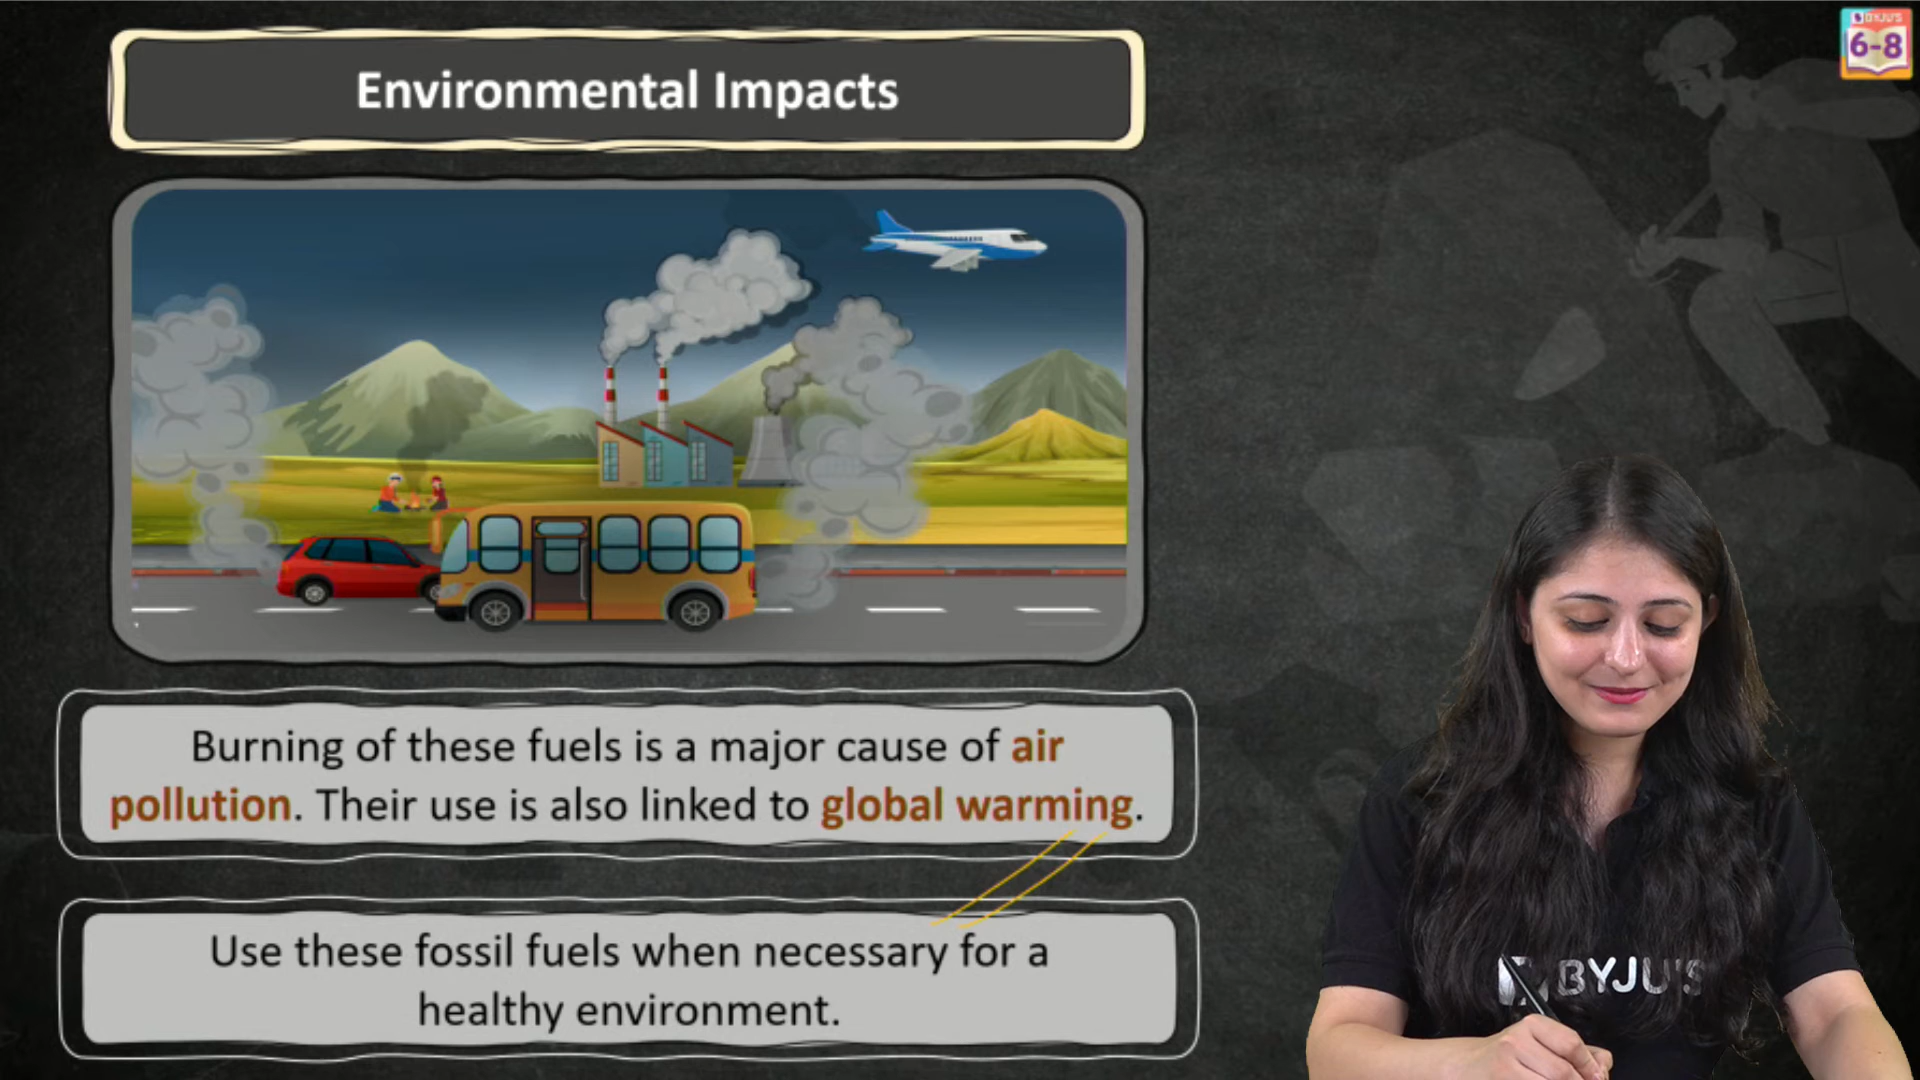 BYJU'S
6-8
Environmental Impacts
Burning of these fuels is a major cause of air
pollution. Their use is also linked to global warming.
Use these fossil fuels when necessary for a
healthy environment.
BYJU'S